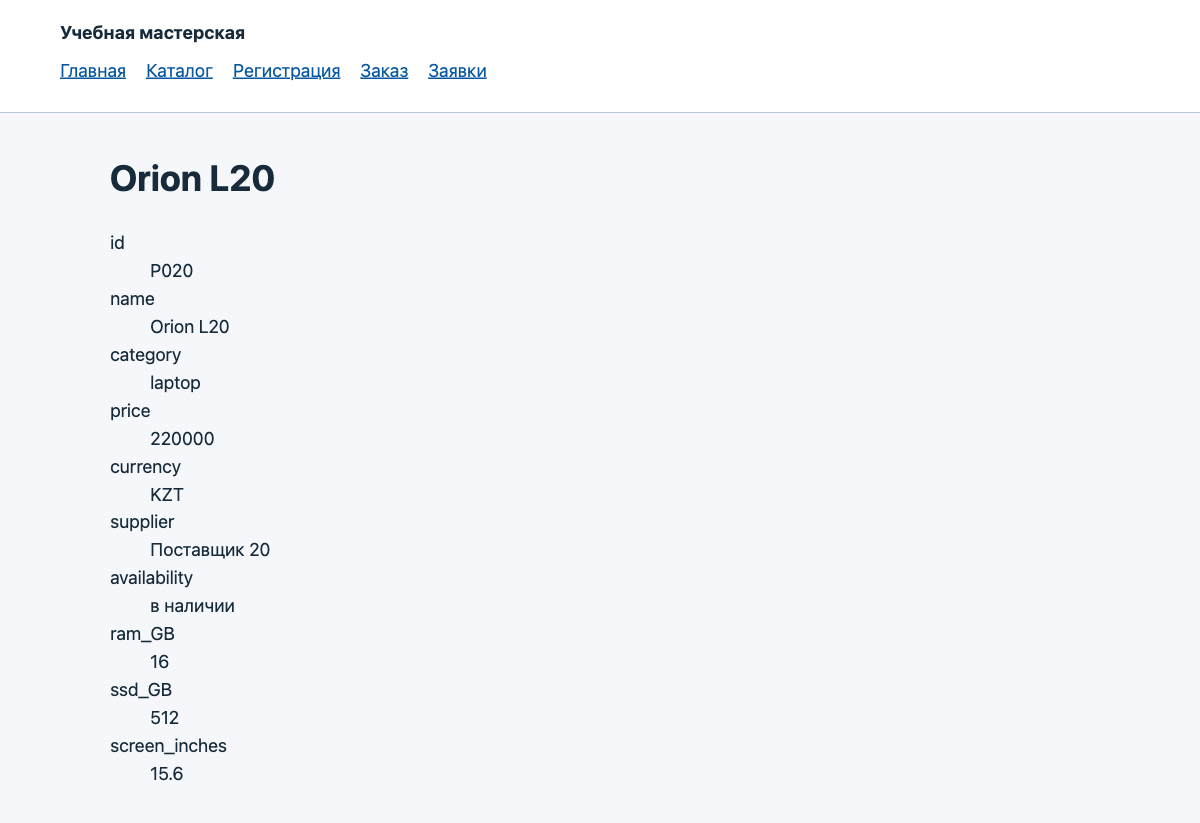 Учебная мастерская
Главная Каталог Регистрация Заказ Заявки
Orion L20
id
P020
name
Orion L20
category
laptop
price
220000
currency
KZT
supplier
Поставщик 20
availability
в наличии
ram_GB
16
ssd_GB
512
screen_inches
15.6